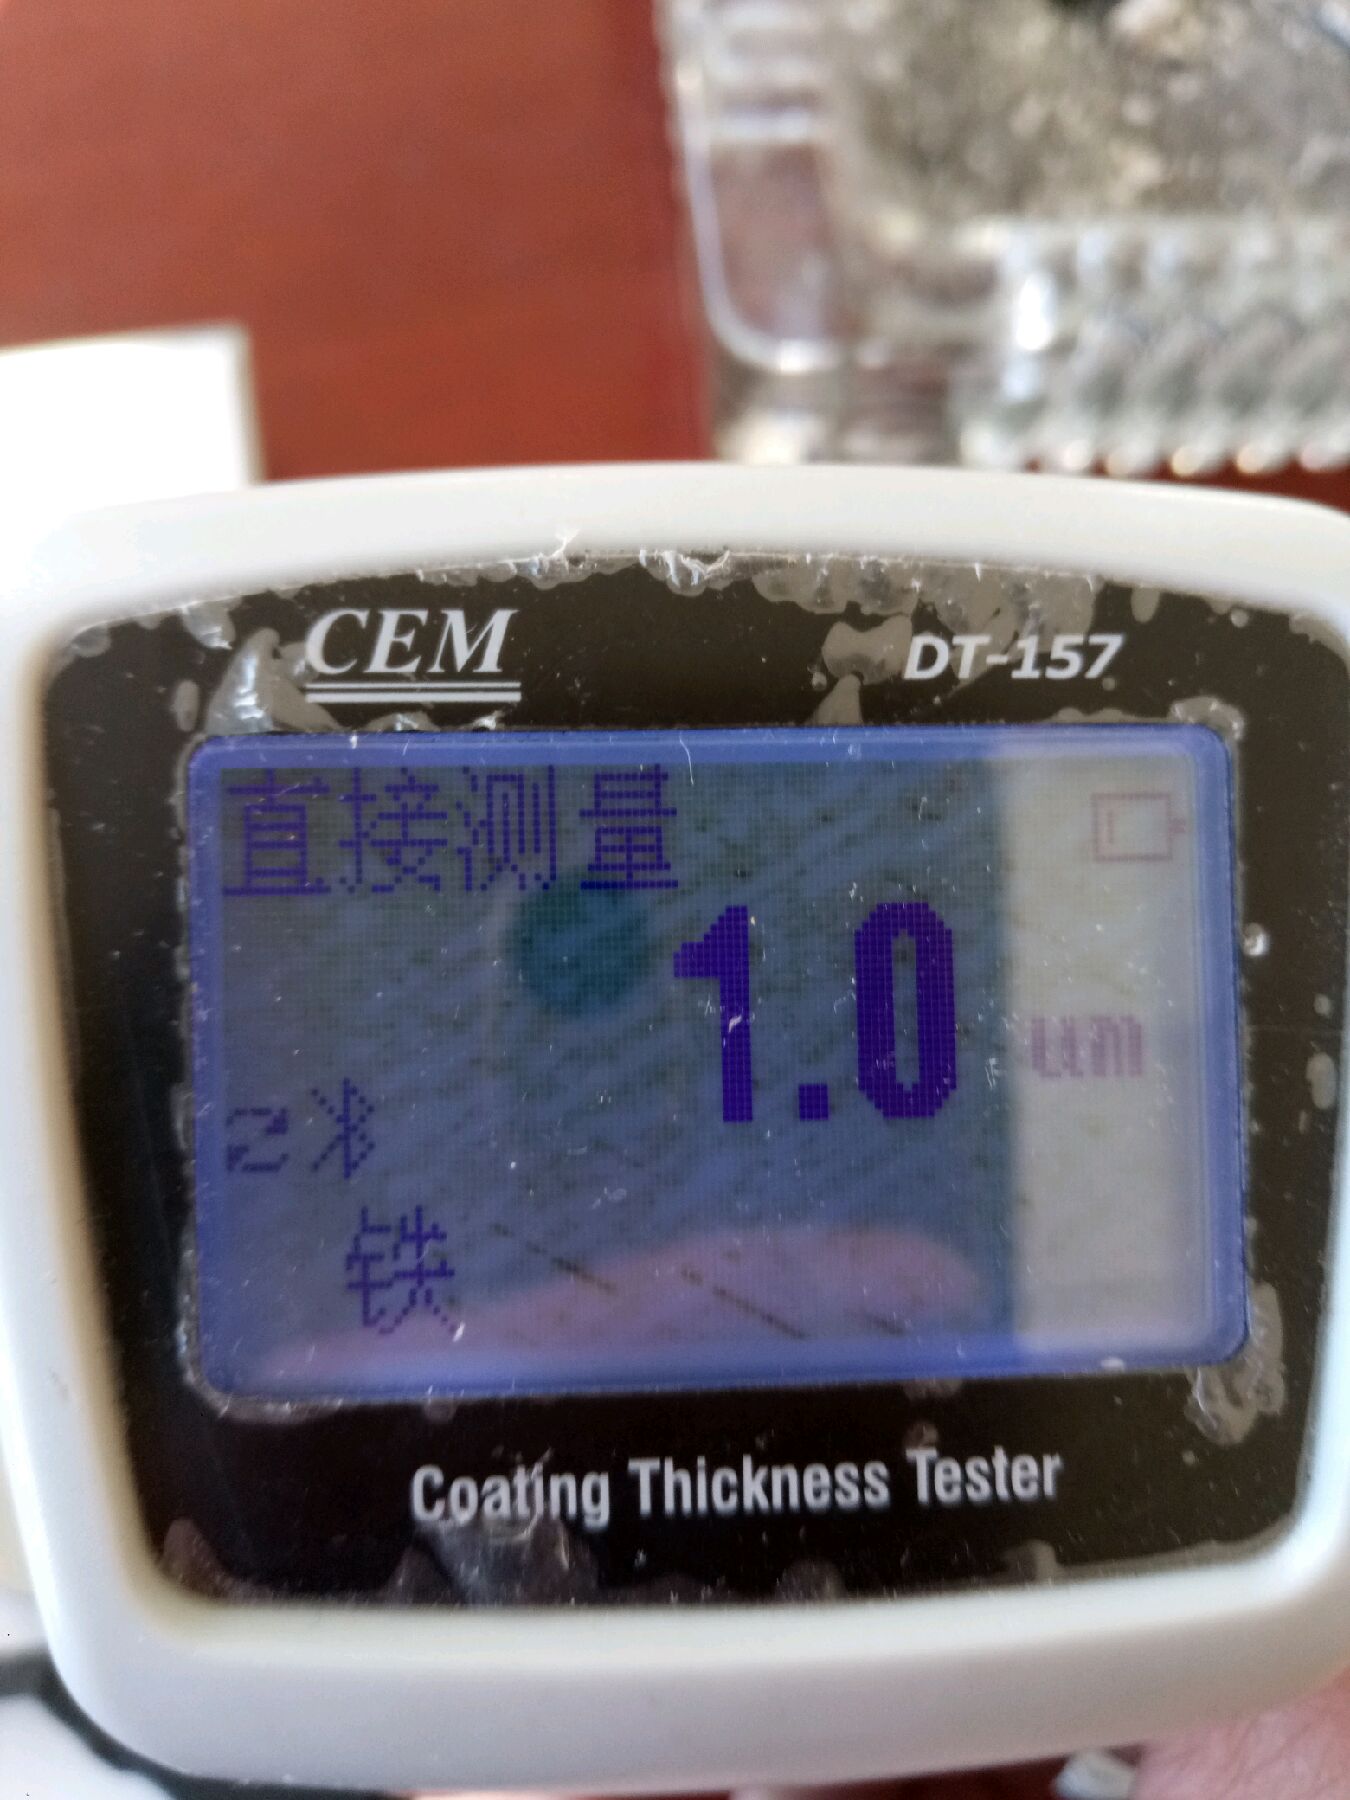 CEM DT-157
直接测量
1.0 um
铁
Coating Thickness Tester